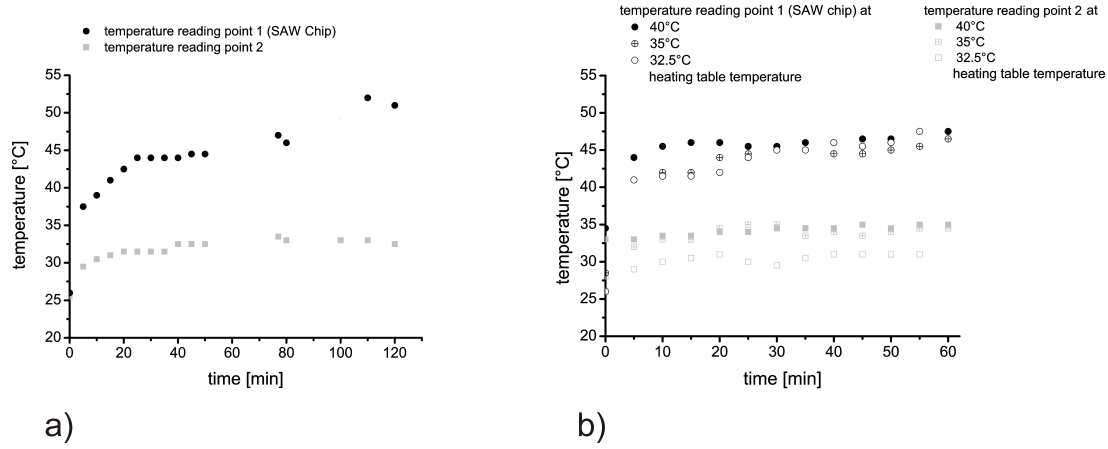 temperature reading point 1 (SAW Chip)
temperature reading point 2
55
50
45
40
35
30
25
20
temperature [°C]
0
20
40
60
80
100
120
time [min]
a)
temperature reading point 1 (SAW chip) at
40°C
35°C
32.5°C
heating table temperature
temperature reading point 2 at
40°C
35°C
32.5°C
heating table temperature
55
50
45
40
35
30
25
20
temperature [°C]
0
10
20
30
40
50
60
time [min]
b)